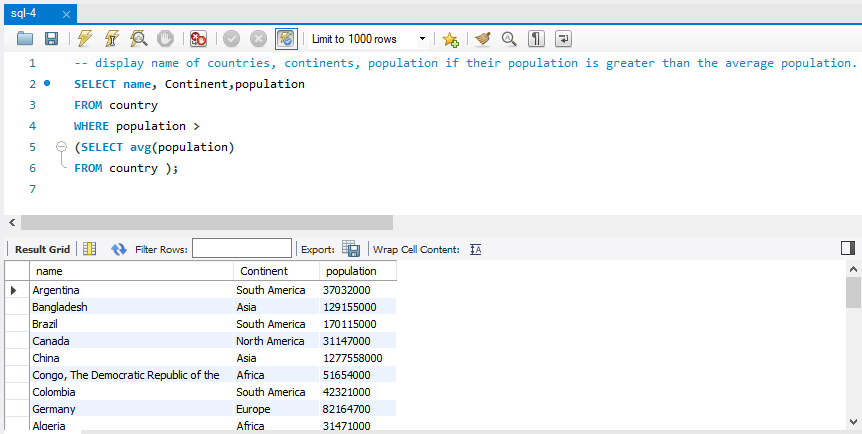 sql-4
Limit to 1000 rows
1 -- display name of countries, continents, population if their population is greater than the average population.
2 SELECT name, Continent,population
3 FROM country
4 WHERE population >
5 (SELECT avg(population)
6 FROM country );
7
Result Grid Filter Rows: Export: Wrap Cell Content:
name Continent population
Argentina South America 37032000
Bangladesh Asia 129155000
Brazil South America 170115000
Canada North America 31147000
China Asia 1277558000
Congo, The Democratic Republic of the Africa 51654000
Colombia South America 42321000
Germany Europe 82164700
Algeria Africa 31471000